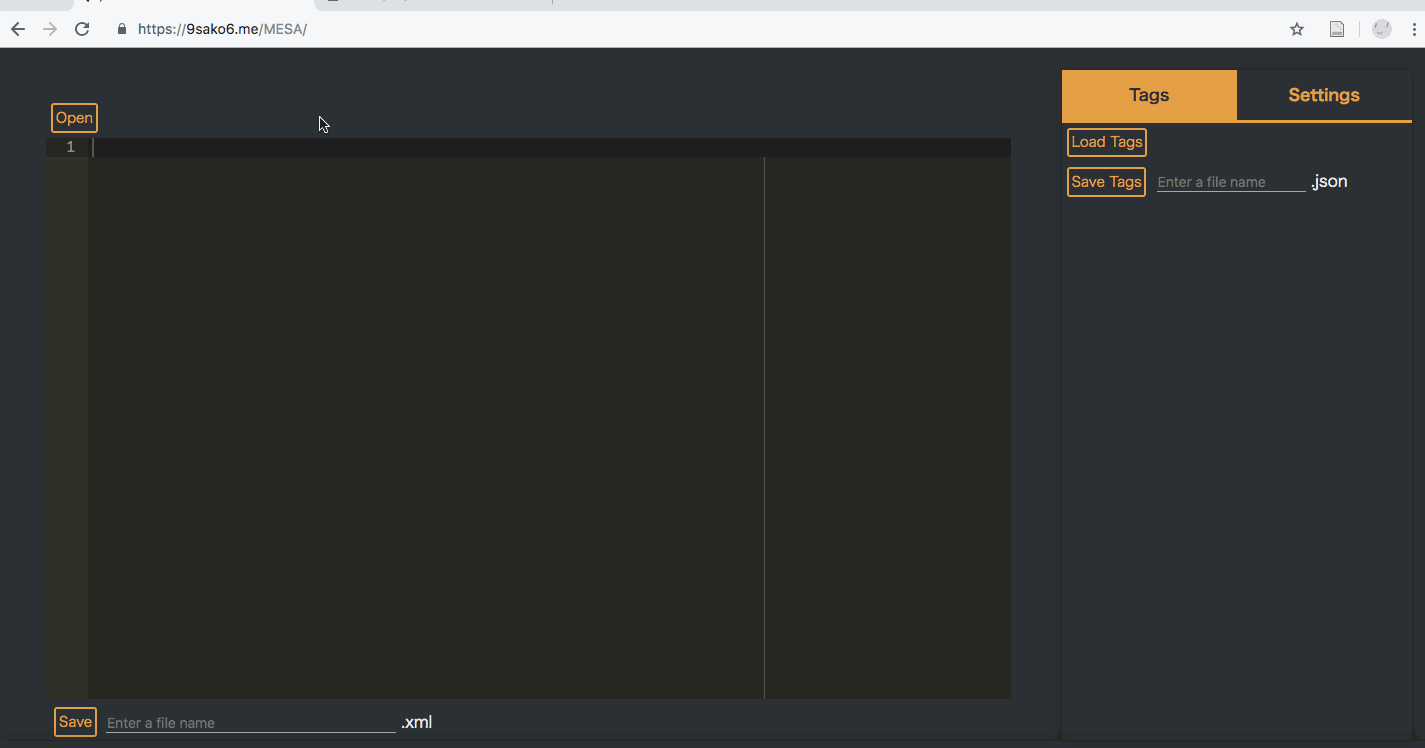 https://9sako6.me/MESA/
Tags Settings
Open
Load Tags
1
Save Tags Enter a file name .json
Save Enter a file name .xml